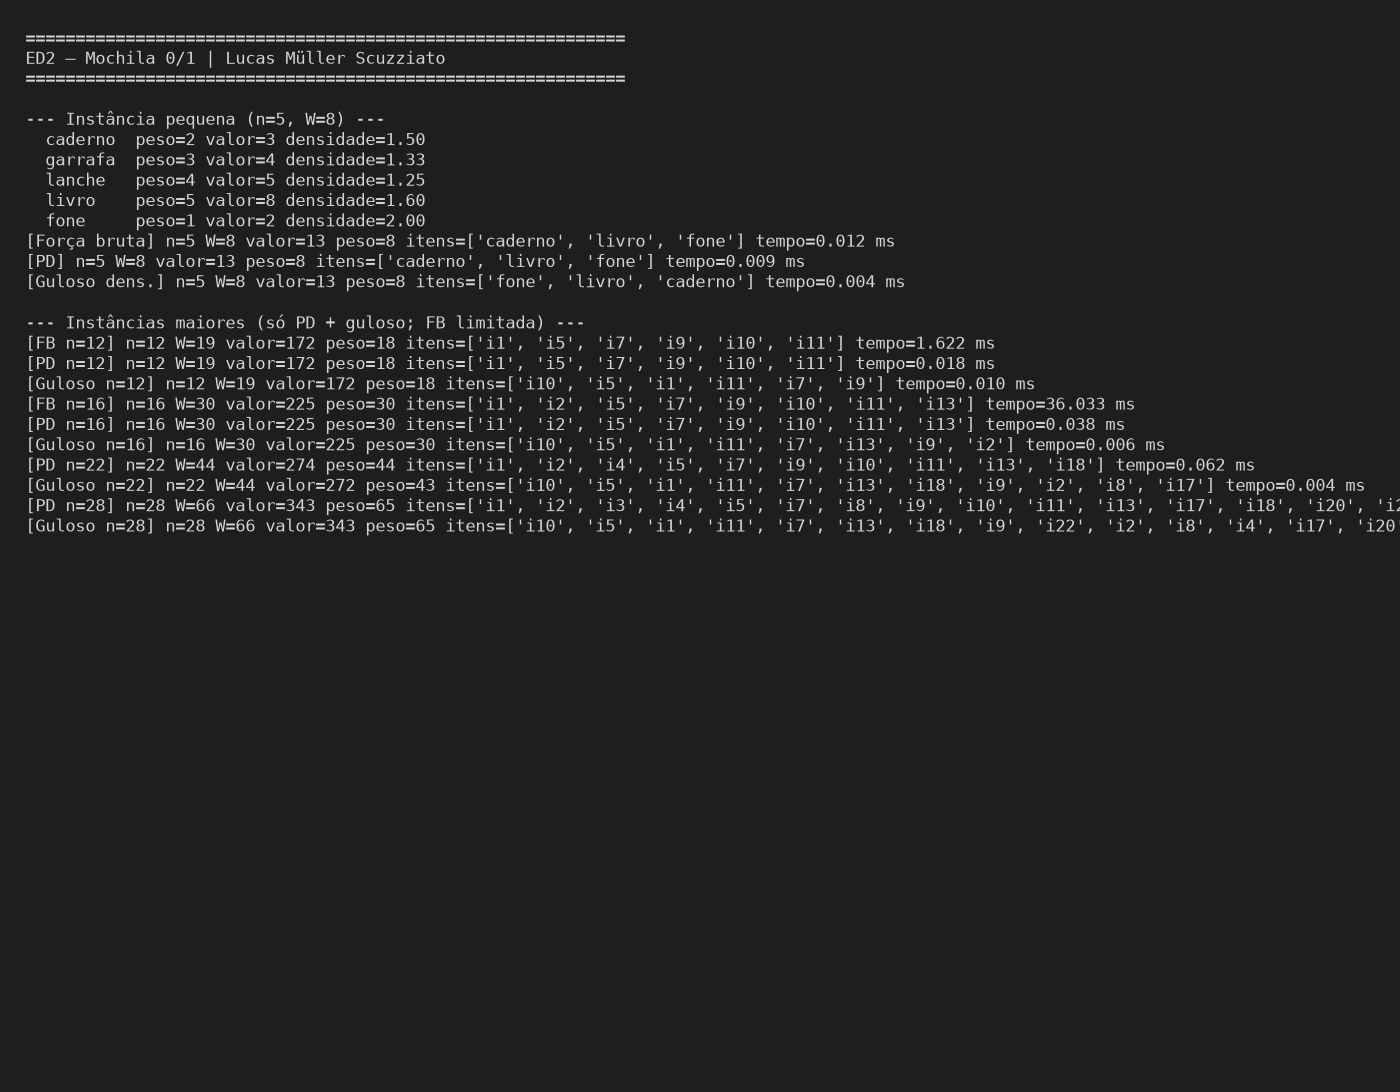 ============================================================
ED2 — Mochila 0/1 | Lucas Müller Scuzziato
============================================================
--- Instância pequena (n=5, W=8) ---
caderno  peso=2 valor=3 densidade=1.50
garrafa  peso=3 valor=4 densidade=1.33
lanche   peso=4 valor=5 densidade=1.25
livro    peso=5 valor=8 densidade=1.60
fone     peso=1 valor=2 densidade=2.00
[Força bruta] n=5 W=8 valor=13 peso=8 itens=['caderno', 'livro', 'fone'] tempo=0.012 ms
[PD] n=5 W=8 valor=13 peso=8 itens=['caderno', 'livro', 'fone'] tempo=0.009 ms
[Guloso dens.] n=5 W=8 valor=13 peso=8 itens=['fone', 'livro', 'caderno'] tempo=0.004 ms
--- Instâncias maiores (só PD + guloso; FB limitada) ---
[FB n=12] n=12 W=19 valor=172 peso=18 itens=['i1', 'i5', 'i7', 'i9', 'i10', 'i11'] tempo=1.622 ms
[PD n=12] n=12 W=19 valor=172 peso=18 itens=['i1', 'i5', 'i7', 'i9', 'i10', 'i11'] tempo=0.018 ms
[Guloso n=12] n=12 W=19 valor=172 peso=18 itens=['i10', 'i5', 'i1', 'i11', 'i7', 'i9'] tempo=0.010 ms
[FB n=16] n=16 W=30 valor=225 peso=30 itens=['i1', 'i2', 'i5', 'i7', 'i9', 'i10', 'i11', 'i13'] tempo=36.033 ms
[PD n=16] n=16 W=30 valor=225 peso=30 itens=['i1', 'i2', 'i5', 'i7', 'i9', 'i10', 'i11', 'i13'] tempo=0.038 ms
[Guloso n=16] n=16 W=30 valor=225 peso=30 itens=['i10', 'i5', 'i1', 'i11', 'i7', 'i13', 'i9', 'i2'] tempo=0.006 ms
[PD n=22] n=22 W=44 valor=274 peso=44 itens=['i1', 'i2', 'i4', 'i5', 'i7', 'i9', 'i10', 'i11', 'i13', 'i18'] tempo=0.062 ms
[Guloso n=22] n=22 W=44 valor=272 peso=43 itens=['i10', 'i5', 'i1', 'i11', 'i7', 'i13', 'i18', 'i9', 'i2', 'i8', 'i17'] tempo=0.004 ms
[PD n=28] n=28 W=66 valor=343 peso=65 itens=['i1', 'i2', 'i3', 'i4', 'i5', 'i7', 'i8', 'i9', 'i10', 'i11', 'i13', 'i17', 'i18', 'i20',
[Guloso n=28] n=28 W=66 valor=343 peso=65 itens=['i10', 'i5', 'i1', 'i11', 'i7', 'i13', 'i18', 'i9', 'i22', 'i2', 'i8', 'i4', 'i17', 'i20